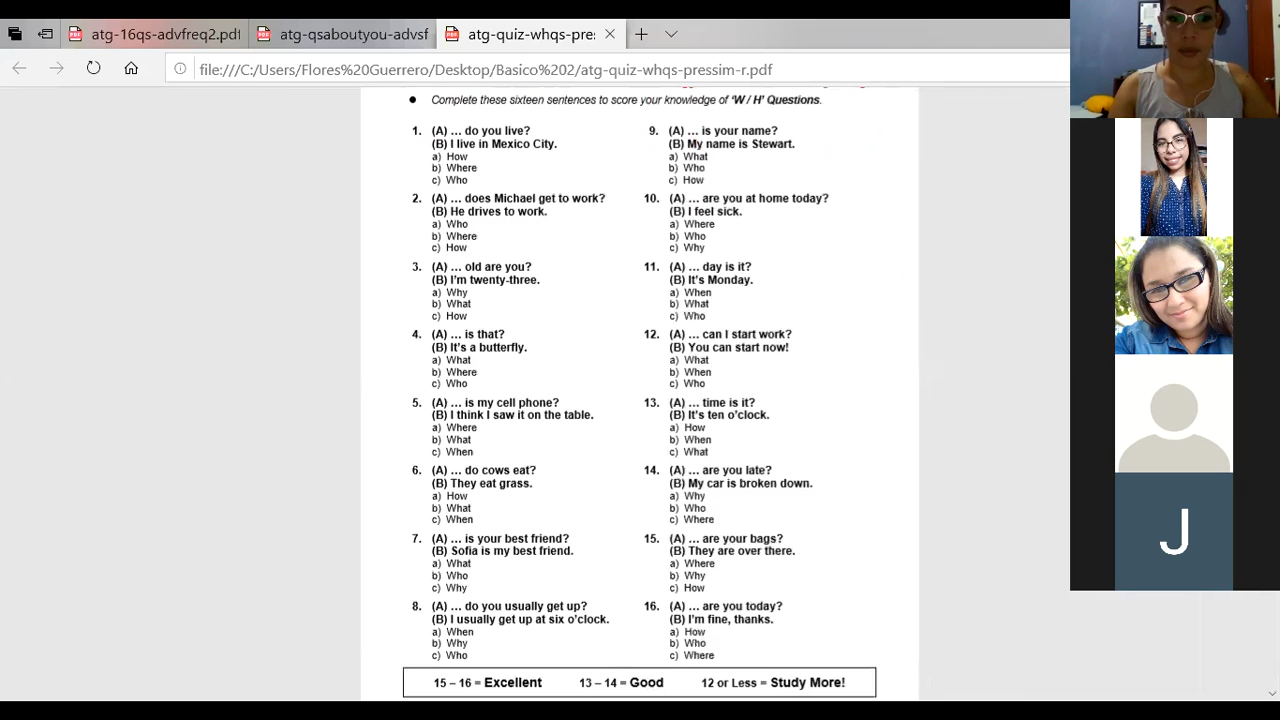 atg-16qs-advfreq2.pdf
atg-qsaboutyou-advsf
atg-quiz-whqs-pres:
file:///C:/Users/Flores%20Guerrero/Desktop/Basico%202/atg-quiz-whqs-pressim-r.pdf
● Complete these sixteen sentences to score your knowledge of 'W / H' Questions.
1. (A) … do you live?
(B) I live in Mexico City.
a) How
b) Where
c) Who
2. (A) … does Michael get to work?
(B) He drives to work.
a) Who
b) Where
c) How
3. (A) … old are you?
(B) I'm twenty-three.
a) Why
b) What
c) How
4. (A) … is that?
(B) It's a butterfly.
a) What
b) Where
c) Who
5. (A) … is my cell phone?
(B) I think I saw it on the table.
a) Where
b) What
c) When
6. (A) … do cows eat?
(B) They eat grass.
a) How
b) What
c) When
7. (A) … is your best friend?
(B) Sofia is my best friend.
a) What
b) Who
c) Why
8. (A) … do you usually get up?
(B) I usually get up at six o'clock.
a) When
b) Why
c) Who
9. (A) … is your name?
(B) My name is Stewart.
a) What
b) Who
c) How
10. (A) … are you at home today?
(B) I feel sick.
a) Where
b) Who
c) Why
11. (A) … day is it?
(B) It's Monday.
a) When
b) What
c) Who
12. (A) … can I start work?
(B) You can start now!
a) What
b) When
c) Who
13. (A) … time is it?
(B) It's ten o'clock.
a) How
b) When
c) What
14. (A) … are you late?
(B) My car is broken down.
a) Why
b) Who
c) Where
15. (A) … are your bags?
(B) They are over there.
a) Where
b) Why
c) How
16. (A) … are you today?
(B) I'm fine, thanks.
a) How
b) Who
c) Where
15 – 16 = Excellent 13 – 14 = Good 12 or Less = Study More!
J